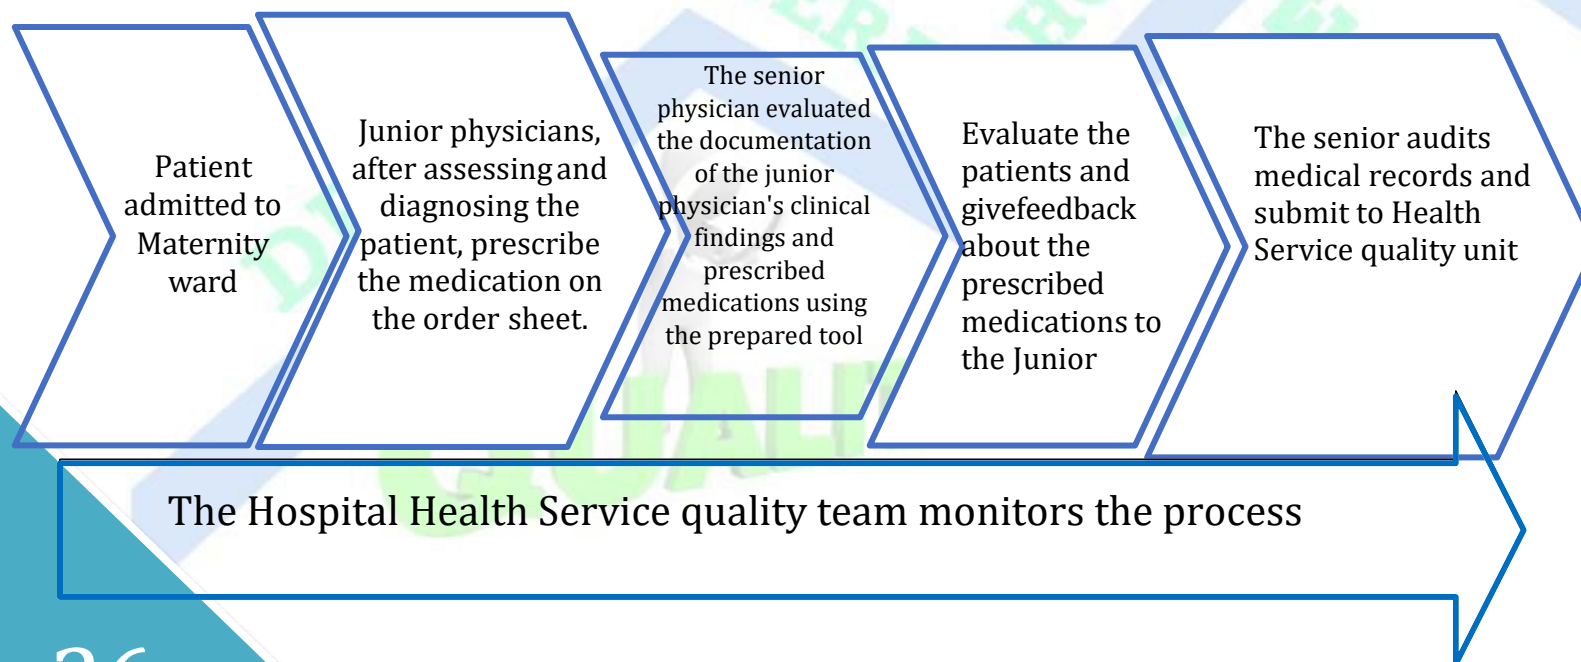 Patient
admitted to
Maternity
ward
Junior physicians,
after assessing and
diagnosing the
patient, prescribe
the medication on
the order sheet.
The senior
physician evaluated
the documentation
of the junior
physician's clinical
findings and
prescribed
medications using
the prepared tool
Evaluate the
patients and
givefeedback
about the
prescribed
medications to
the Junior
The senior audits
medical records and
submit to Health
Service quality unit
The Hospital Health Service quality team monitors the process